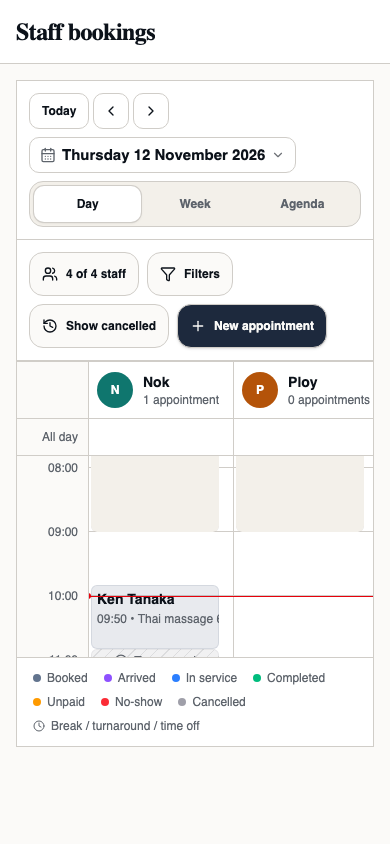 Staff bookings
Today
Thursday 12 November 2026
Day Week Agenda
4 of 4 staff Filters
Show cancelled New appointment
N Nok
1 appointment
P Ploy
0 appointments
All day
08:00
09:00
10:00
Ken Tanaka
09:50 • Thai massage
11:00
Booked Arrived In service Completed
Unpaid No-show Cancelled
Break / turnaround / time off